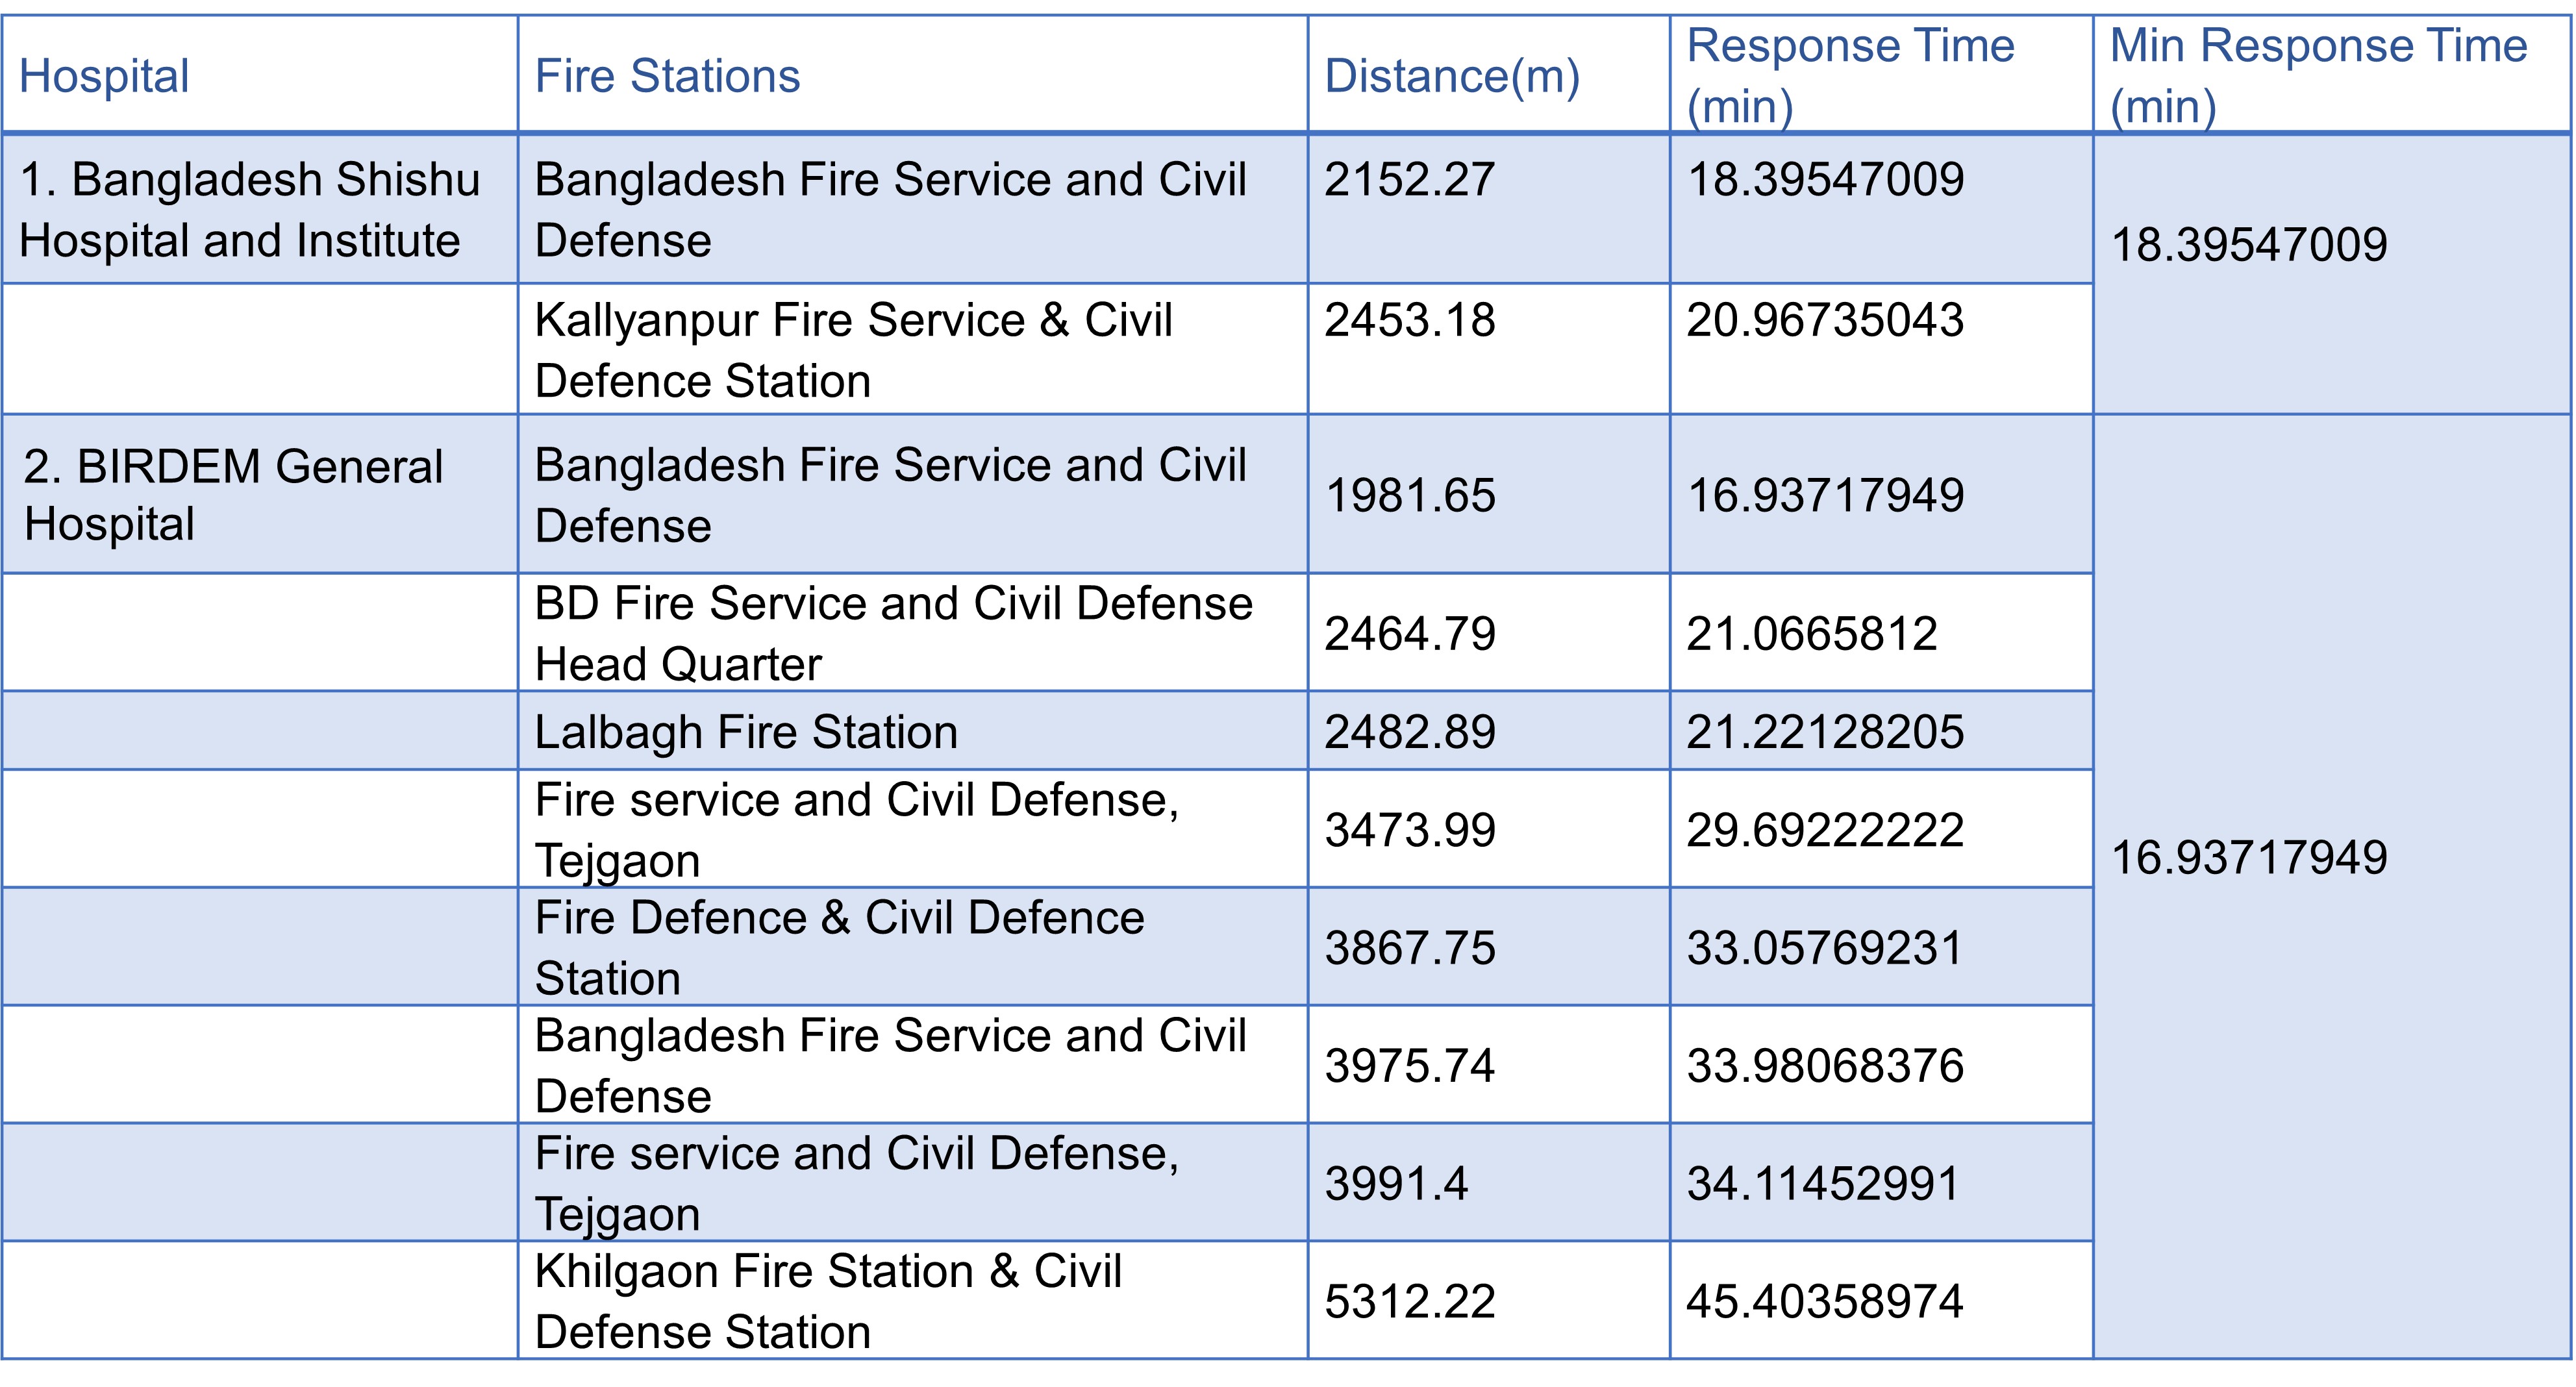 Hospital
Fire Stations
Distance(m)
Response Time
(min)
Min Response Time
(min)
1. Bangladesh Shishu
Hospital and Institute
Bangladesh Fire Service and Civil
Defense
2152.27
18.39547009
18.39547009
Kallyanpur Fire Service & Civil
Defence Station
2453.18
20.96735043
2. BIRDEM General
Hospital
Bangladesh Fire Service and Civil
Defense
1981.65
16.93717949
16.93717949
BD Fire Service and Civil Defense
Head Quarter
2464.79
21.0665812
Lalbagh Fire Station
2482.89
21.22128205
Fire service and Civil Defense,
Tejgaon
3473.99
29.69222222
Fire Defence & Civil Defence
Station
3867.75
33.05769231
Bangladesh Fire Service and Civil
Defense
3975.74
33.98068376
Fire service and Civil Defense,
Tejgaon
3991.4
34.11452991
Khilgaon Fire Station & Civil
Defense Station
5312.22
45.40358974